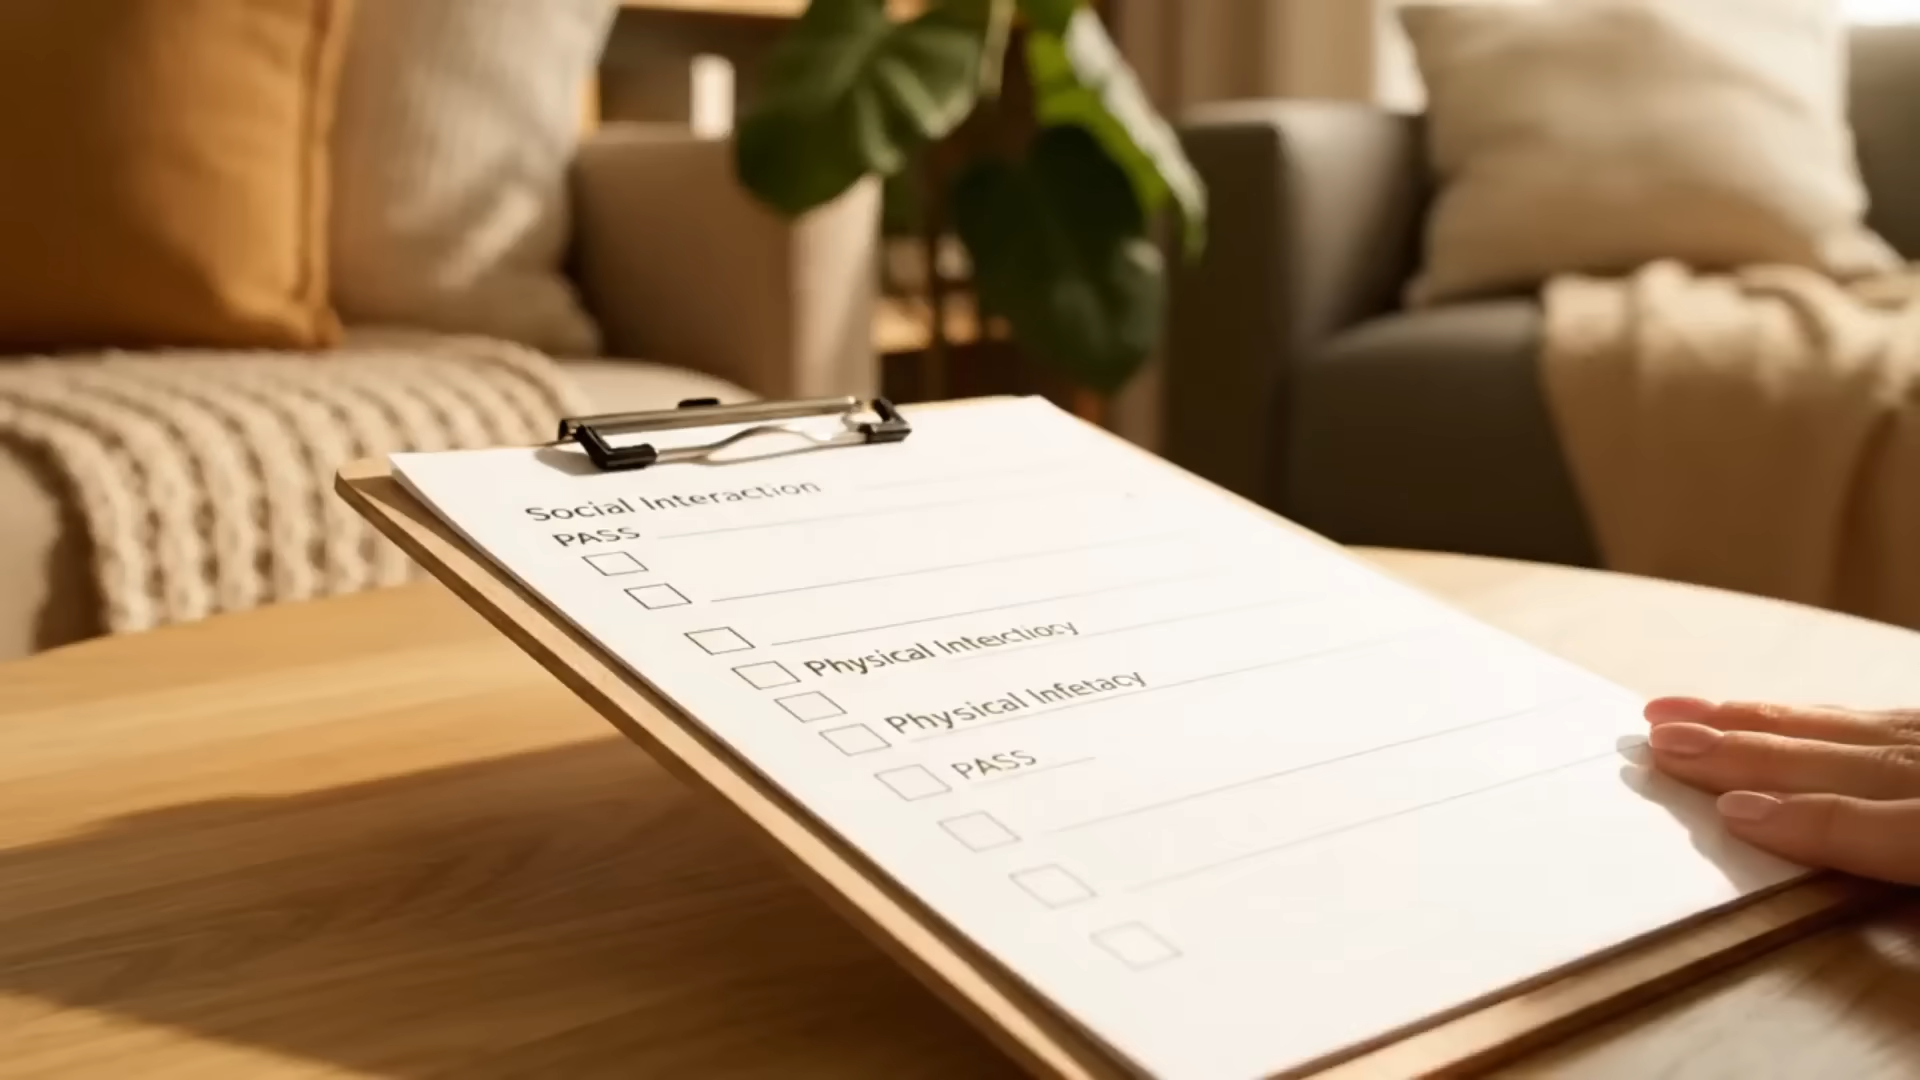 Social Interaction
PASS
Physical Intectiocy
Physical Infetacy
PASS